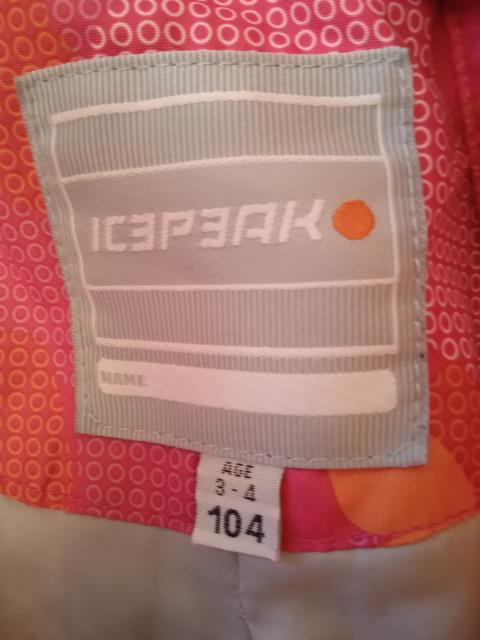 ICEPEAK
NAME
AGE
3 - 4
104